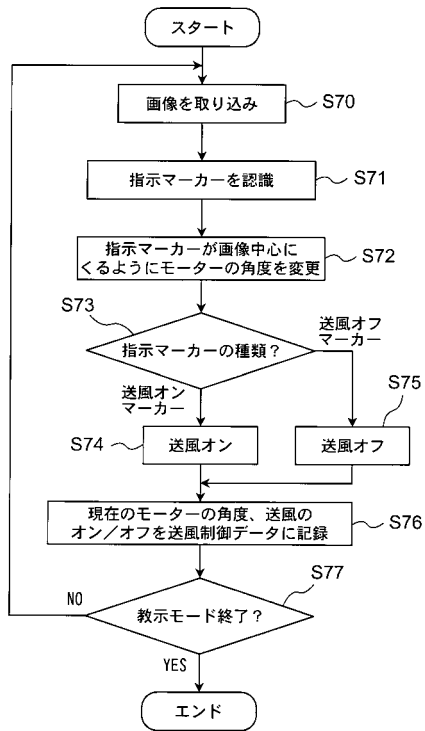 スタート
画像を取り込み
S70
指示マーカーを認識
S71
指示マーカーが画像中心に
くるようにモーターの角度を変更
S72
S73
指示マーカーの種類?
送風オフ
マーカー
送風オン
マーカー
S74
送風オン
S75
送風オフ
現在のモーターの角度、送風の
オン/オフを送風制御データに記録
S76
S77
教示モード終了?
NO
YES
エンド